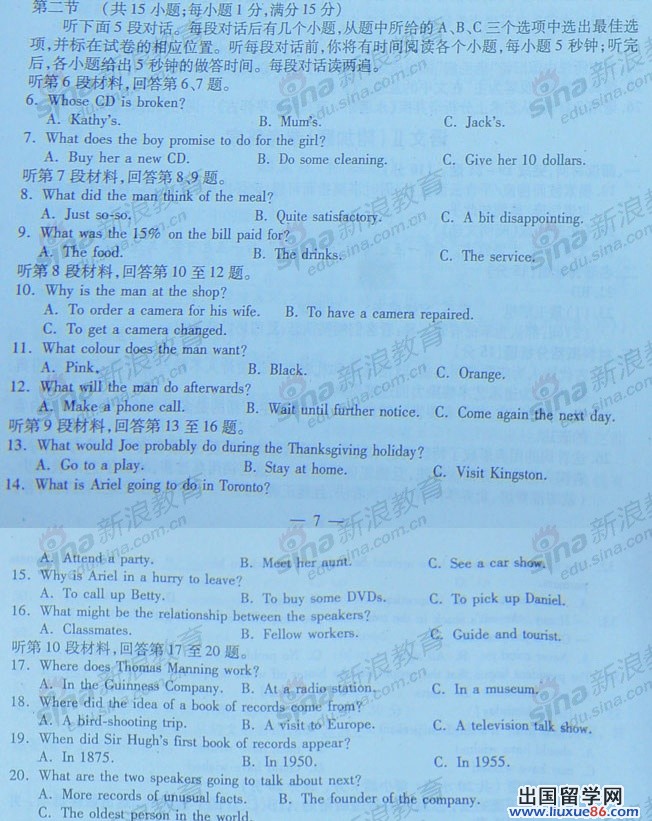 第二节 (共15小题;每小题1分,满分15分)
听下面5段对话。每段对话后有几个小题,从题中所给的A、B、C三个选项中选出最佳选
项,并标在试卷的相应位置。听每段对话前,你将有时间阅读各个小题,每小题5秒钟;听完
后,各小题给出5秒钟的做答时间。每段对话读两遍。
听第6段材料,回答第6、7题。
6. Whose CD is broken?
A. Kathy's. B. Mum's. C. Jack's.
7. What does the boy promise to do for the girl?
A. Buy her a new CD. B. Do some cleaning. C. Give her 10 dollars.
听第7段材料,回答第8、9题。
8. What did the man think of the meal?
A. Just so-so. B. Quite satisfactory. C. A bit disappointing.
9. What was the 15% on the bill paid for?
A. The food. B. The drinks. C. The service.
听第8段材料,回答第10至12题。
10. Why is the man at the shop?
A. To order a camera for his wife. B. To have a camera repaired.
C. To get a camera changed.
11. What colour does the man want?
A. Pink. B. Black. C. Orange.
12. What will the man do afterwards?
A. Make a phone call. B. Wait until further notice. C. Come again the next day.
听第9段材料,回答第13至16题。
13. What would Joe probably do during the Thanksgiving holiday?
A. Go to a play. B. Stay at home. C. Visit Kingston.
14. What is Ariel going to do in Toronto?
— 7 —
A. Attend a party. B. Meet her aunt. C. See a car show.
15. Why is Ariel in a hurry to leave?
A. To call up Betty. B. To buy some DVDs. C. To pick up Daniel.
16. What might be the relationship between the speakers?
A. Classmates. B. Fellow workers. C. Guide and tourist.
听第10段材料,回答第17至20题。
17. Where does Thomas Manning work?
A. In the Guinness Company. B. At a radio station. C. In a museum.
18. Where did the idea of a book of records come from?
A. A bird-shooting trip. B. A visit to Europe. C. A television talk show.
19. When did Sir Hugh's first book of records appear?
A. In 1875. B. In 1950. C. In 1955.
20. What are the two speakers going to talk about next?
A. More records of unusual facts. B. The founder of the company.
C. The oldest person in the world.
sina新浪教育
edu.sina.com.cn
出国留学网
www.liuxue86.com